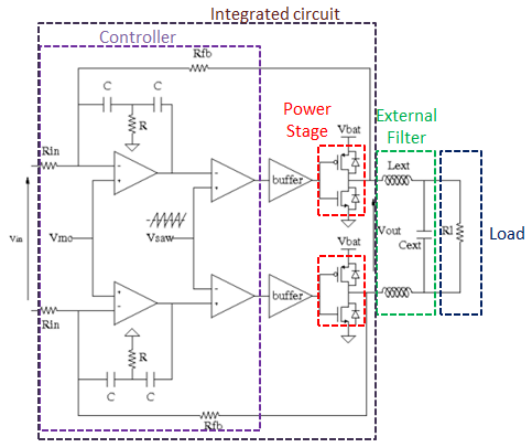 Integrated circuit
Controller
Rfb
C C
R
Power
Stage
External
Filter
Vbat
Rin
buffer
Lext
Vin
Vmc
Vsaw
Vout
Cext
Rl
Load
Vbat
buffer
Rin
R
C C
Rfb